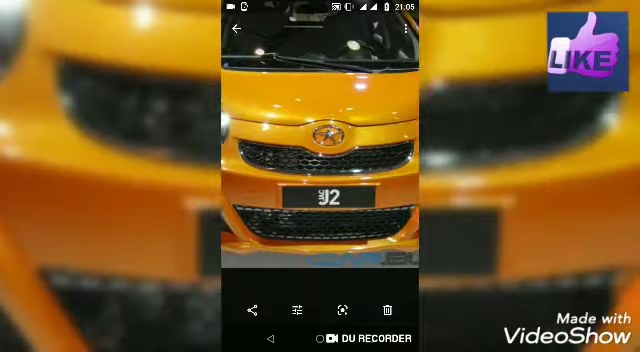 21:05
LIKE
JAC J2
DU RECORDER
Made with
VideoShow